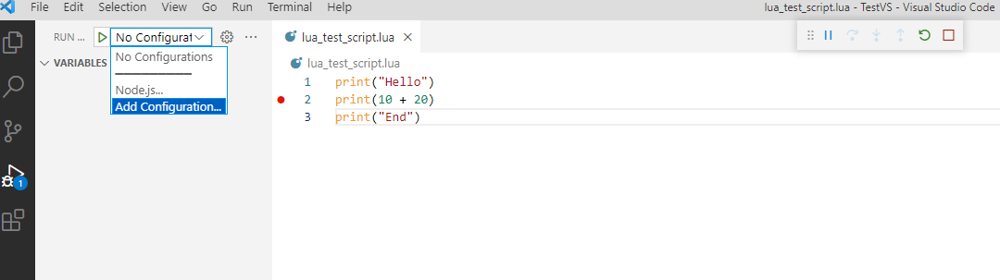 File Edit Selection View Go Run Terminal Help lua_test_script.lua - TestVS - Visual Studio Code
RUN ... No Configurat
No Configurations
Node.js...
Add Configuration...
VARIABLES
1
lua_test_script.lua
lua_test_script.lua
1 print("Hello")
2 print(10 + 20)
3 print("End")